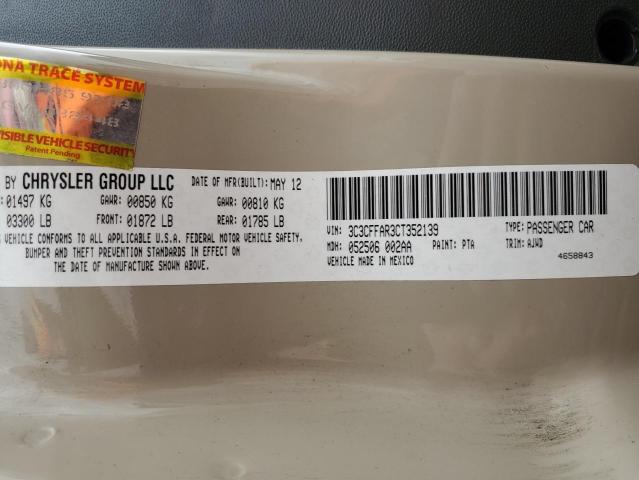 DNA TRACE SYSTEM
VISIBLE VEHICLE SECURITY
Patent Pending
BY CHRYSLER GROUP LLC DATE OF MFR(BUILT): MAY 12
:01497 KG GAWR: 00850 KG GAWR: 00810 KG
03300 LB FRONT: 01872 LB REAR: 01785 LB
VEHICLE CONFORMS TO ALL APPLICABLE U.S.A. FEDERAL MOTOR VEHICLE SAFETY,
BUMPER AND THEFT PREVENTION STANDARDS IN EFFECT ON
THE DATE OF MANUFACTURE SHOWN ABOVE.
VIN: 3C3CFFAR3CT352139 TYPE: PASSENGER CAR
MDH: 052506 002AA PAINT: PTA TRIM: AJWD
VEHICLE MADE IN MEXICO 4658843